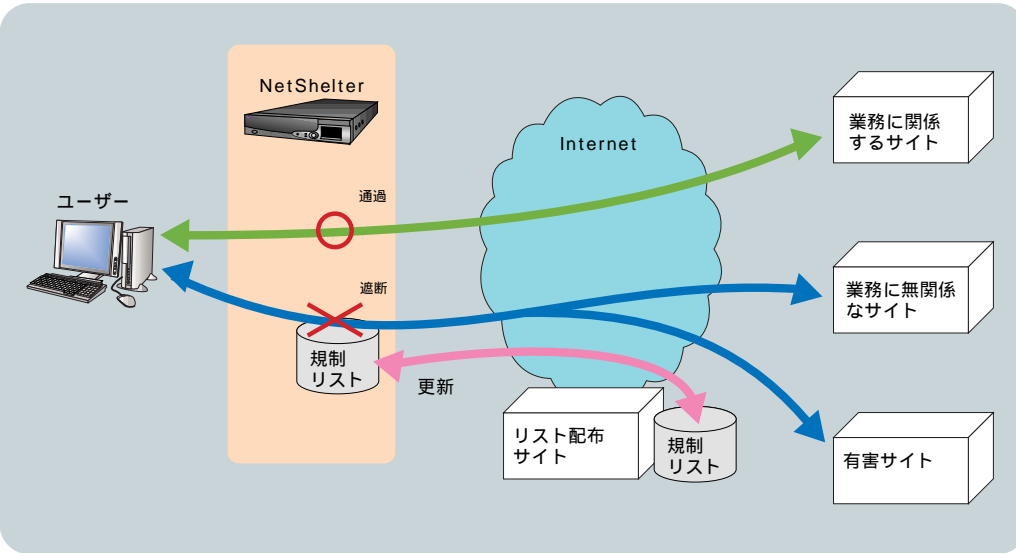 NetShelter
Internet
業務に関係
するサイト
通過
ユーザー
遮断
業務に無関係
なサイト
規制
リスト
更新
リスト配布
サイト
規制
リスト
有害サイト